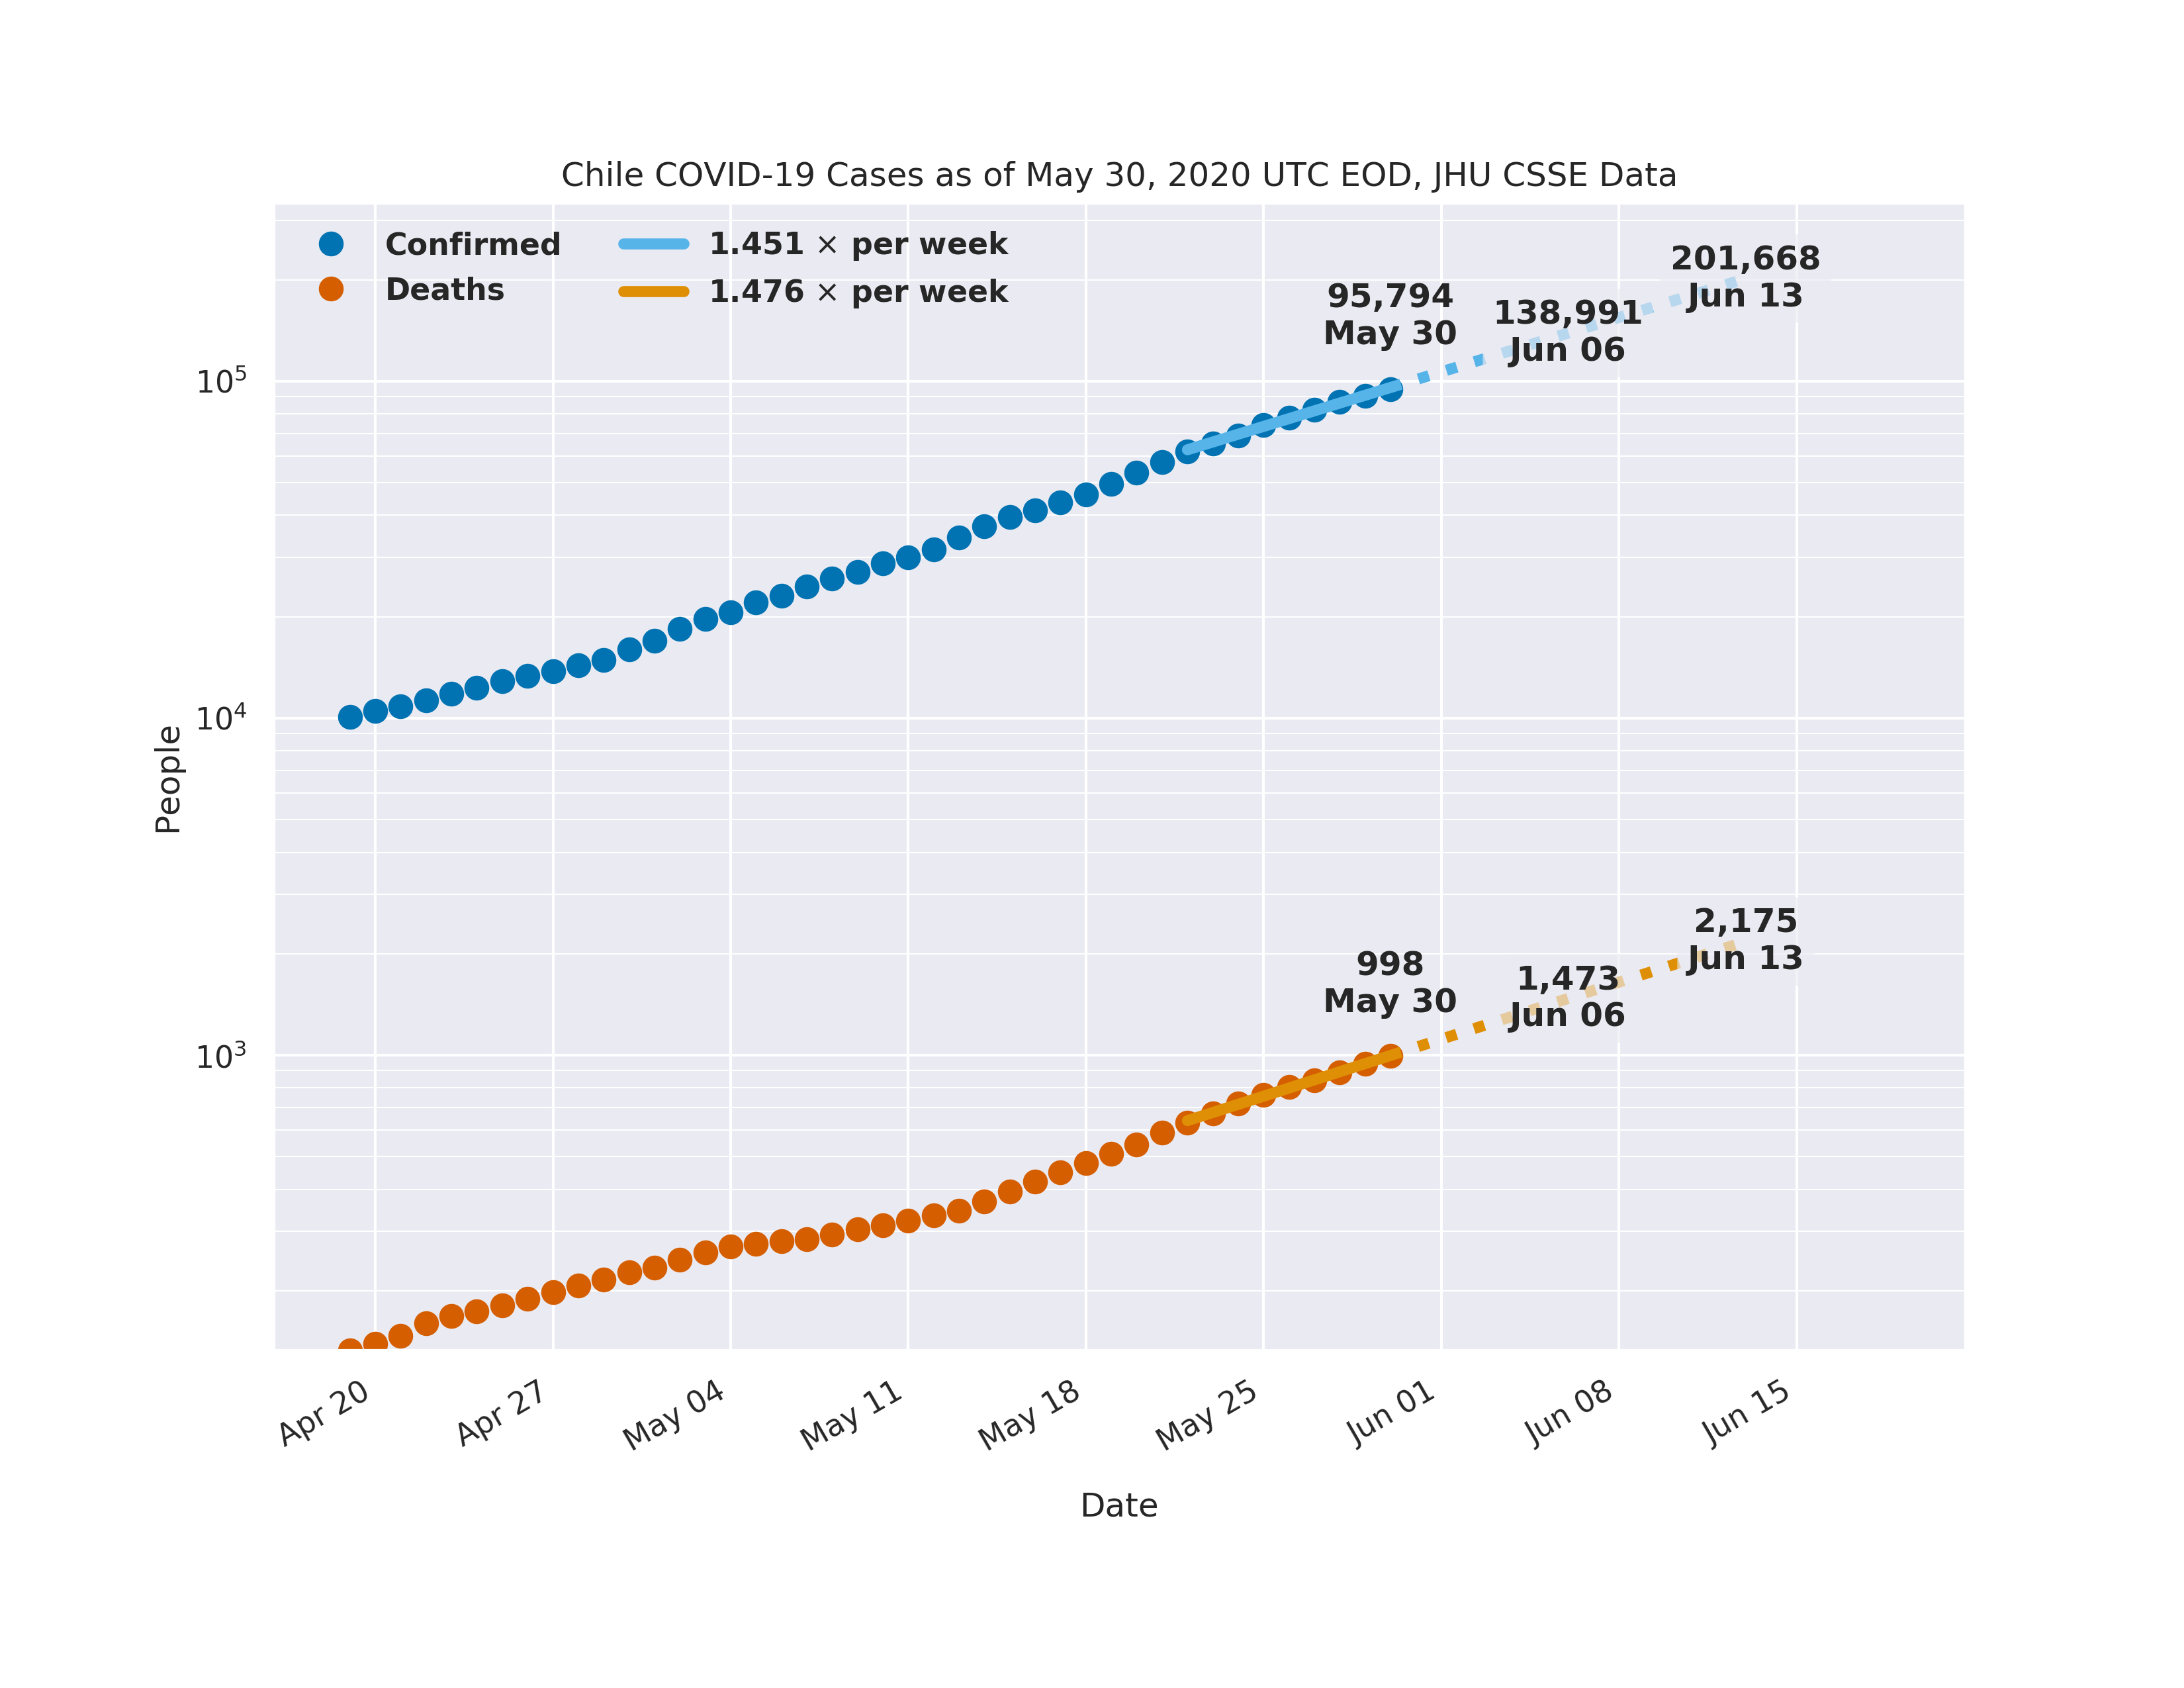 Chile COVID-19 Cases as of May 30, 2020 UTC EOD, JHU CSSE Data
Confirmed
Deaths
1.451 × per week
1.476 × per week
95,794
May 30
138,991
Jun 06
201,668
Jun 13
998
May 30
1,473
Jun 06
2,175
Jun 13
People
10⁵
10⁴
10³
Apr 20
Apr 27
May 04
May 11
May 18
May 25
Jun 01
Jun 08
Jun 15
Date